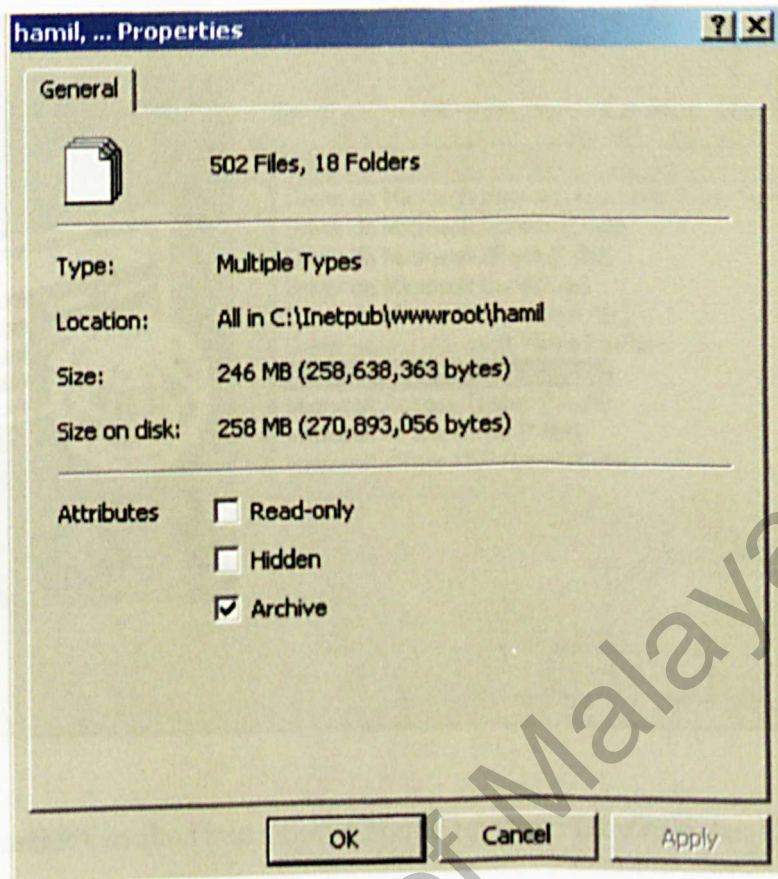 hamil, ... Properties
General
502 Files, 18 Folders
Type: Multiple Types
Location: All in C:\Inetpub\wwwroot\hamil
Size: 246 MB (258,638,363 bytes)
Size on disk: 258 MB (270,893,056 bytes)
Attributes Read-only
Hidden
Archive
OK Cancel Apply
of Malaya